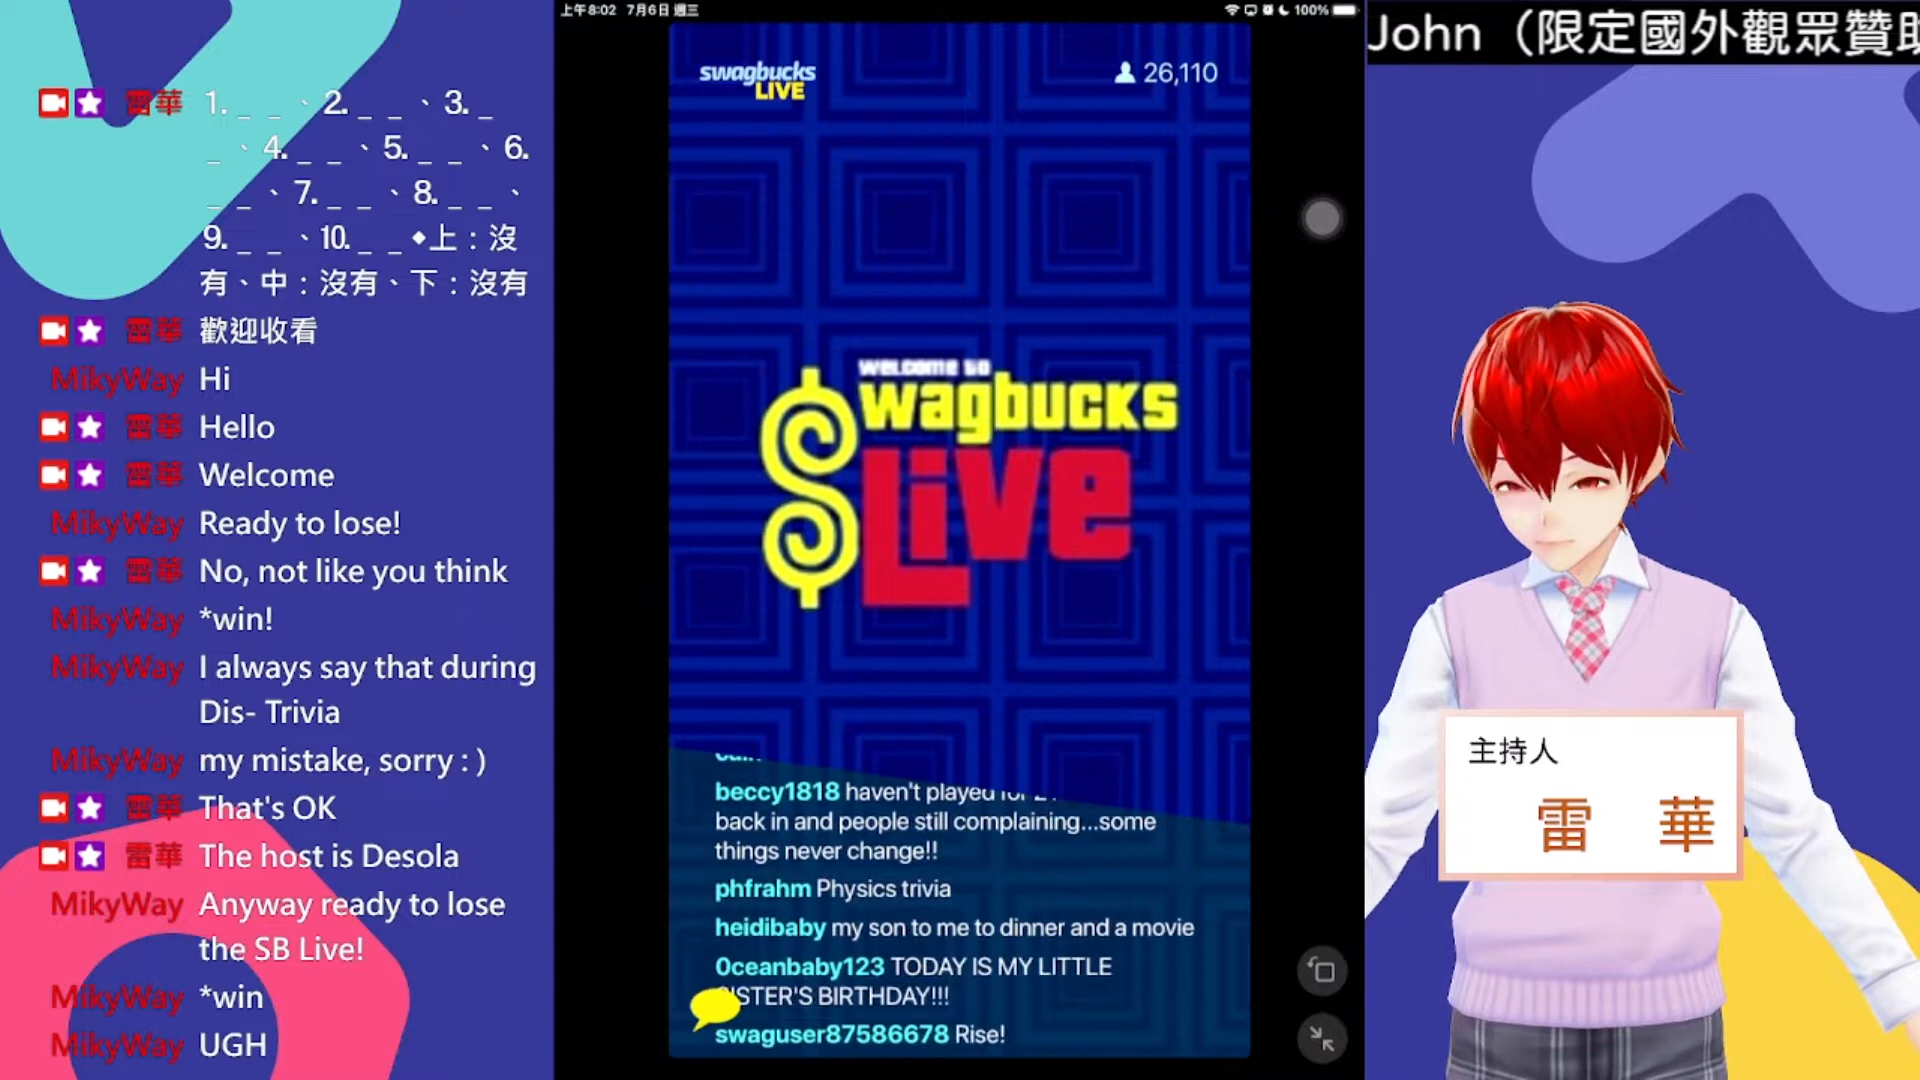 雷華 1. _ _ 、2. _ _ 、3. _
_ 、4. _ _ 、5. _ _ 、6.
_ _ 、7. _ _ 、8. _ _ 、
9. _ _ 、10. _ _ ◆上：沒
有、中：沒有、下：沒有
雷華 歡迎收看
MikyWay Hi
雷華 Hello
雷華 Welcome
MikyWay Ready to lose!
雷華 No, not like you think
MikyWay *win!
MikyWay I always say that during
Dis- Trivia
MikyWay my mistake, sorry : )
雷華 That's OK
雷華 The host is Desola
MikyWay Anyway ready to lose
the SB Live!
MikyWay *win
MikyWay UGH
上午8:02 7月6日 週三
100%
swagbucks
LIVE
26,110
welcome to
$wagbucks
Live
beccy1818 haven't played for
back in and people still complaining...some
things never change!!
phfrahm Physics trivia
heidibaby my son to me to dinner and a movie
0ceanbaby123 TODAY IS MY LITTLE
SISTER'S BIRTHDAY!!!
swaguser87586678 Rise!
John（限定國外觀眾贊助
主持人
雷 華